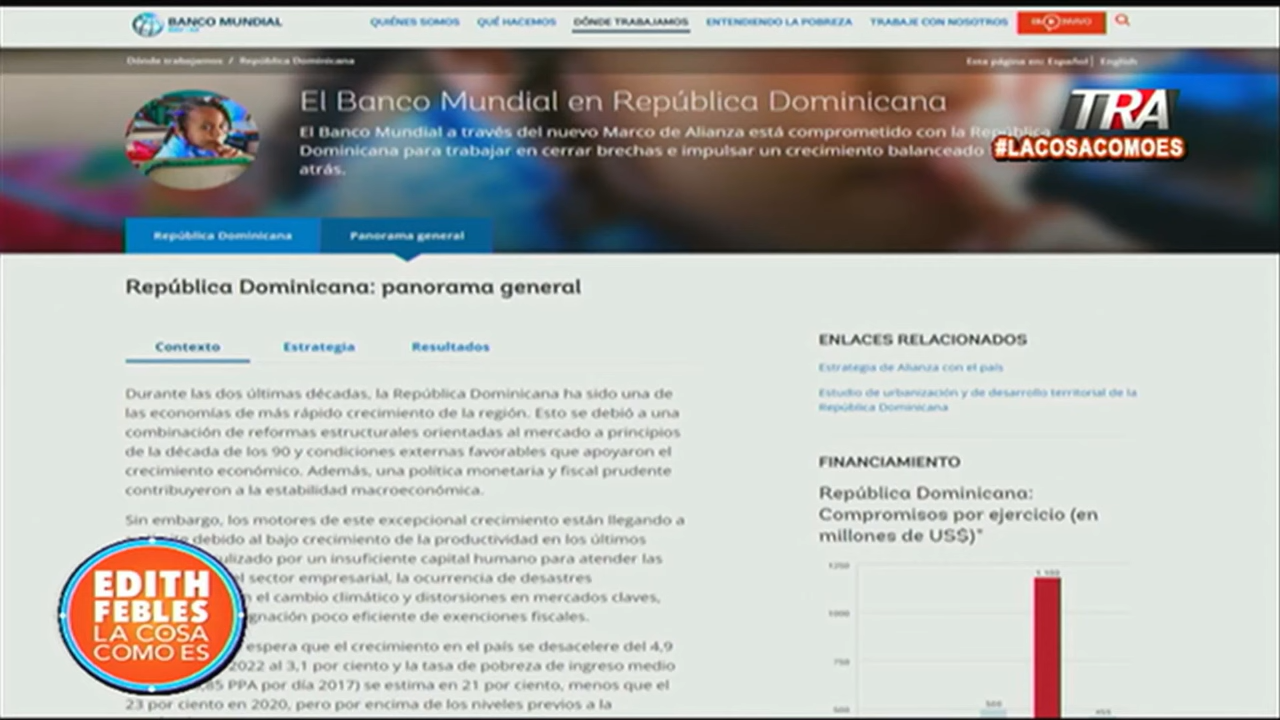 BANCO MUNDIAL
QUIÉNES SOMOS QUÉ HACEMOS DÓNDE TRABAJAMOS ENTENDIENDO LA POBREZA TRABAJE CON NOSOTROS
Dónde trabajamos / República Dominicana
Esta página en: Español | English
El Banco Mundial en República Dominicana
El Banco Mundial a través del nuevo Marco de Alianza está comprometido con la República
Dominicana para trabajar en cerrar brechas e impulsar un crecimiento balanceado
atrás.
TRA
#LACOSACOMOES
República Dominicana Panorama general
República Dominicana: panorama general
Contexto Estrategia Resultados
Durante las dos últimas décadas, la República Dominicana ha sido una de
las economías de más rápido crecimiento de la región. Esto se debió a una
combinación de reformas estructurales orientadas al mercado a principios
de la década de los 90 y condiciones externas favorables que apoyaron el
crecimiento económico. Además, una política monetaria y fiscal prudente
contribuyeron a la estabilidad macroeconómica.
Sin embargo, los motores de este excepcional crecimiento están llegando a
debido al bajo crecimiento de la productividad en los últimos
por un insuficiente capital humano para atender las
el sector empresarial, la ocurrencia de desastres
el cambio climático y distorsiones en mercados claves,
poco eficiente de exenciones fiscales.
espera que el crecimiento en el país se desacelere del 4,9
2022 al 3,1 por ciento y la tasa de pobreza de ingreso medio
PPA por día 2017) se estima en 21 por ciento, menos que el
23 por ciento en 2020, pero por encima de los niveles previos a la
ENLACES RELACIONADOS
Estrategia de Alianza con el país
Estudio de urbanización y de desarrollo territorial de la
República Dominicana
FINANCIAMIENTO
República Dominicana:
Compromisos por ejercicio (en
millones de US$)*
1250
1000
750
500
EDITH
FEBLES
LA COSA
COMO ES